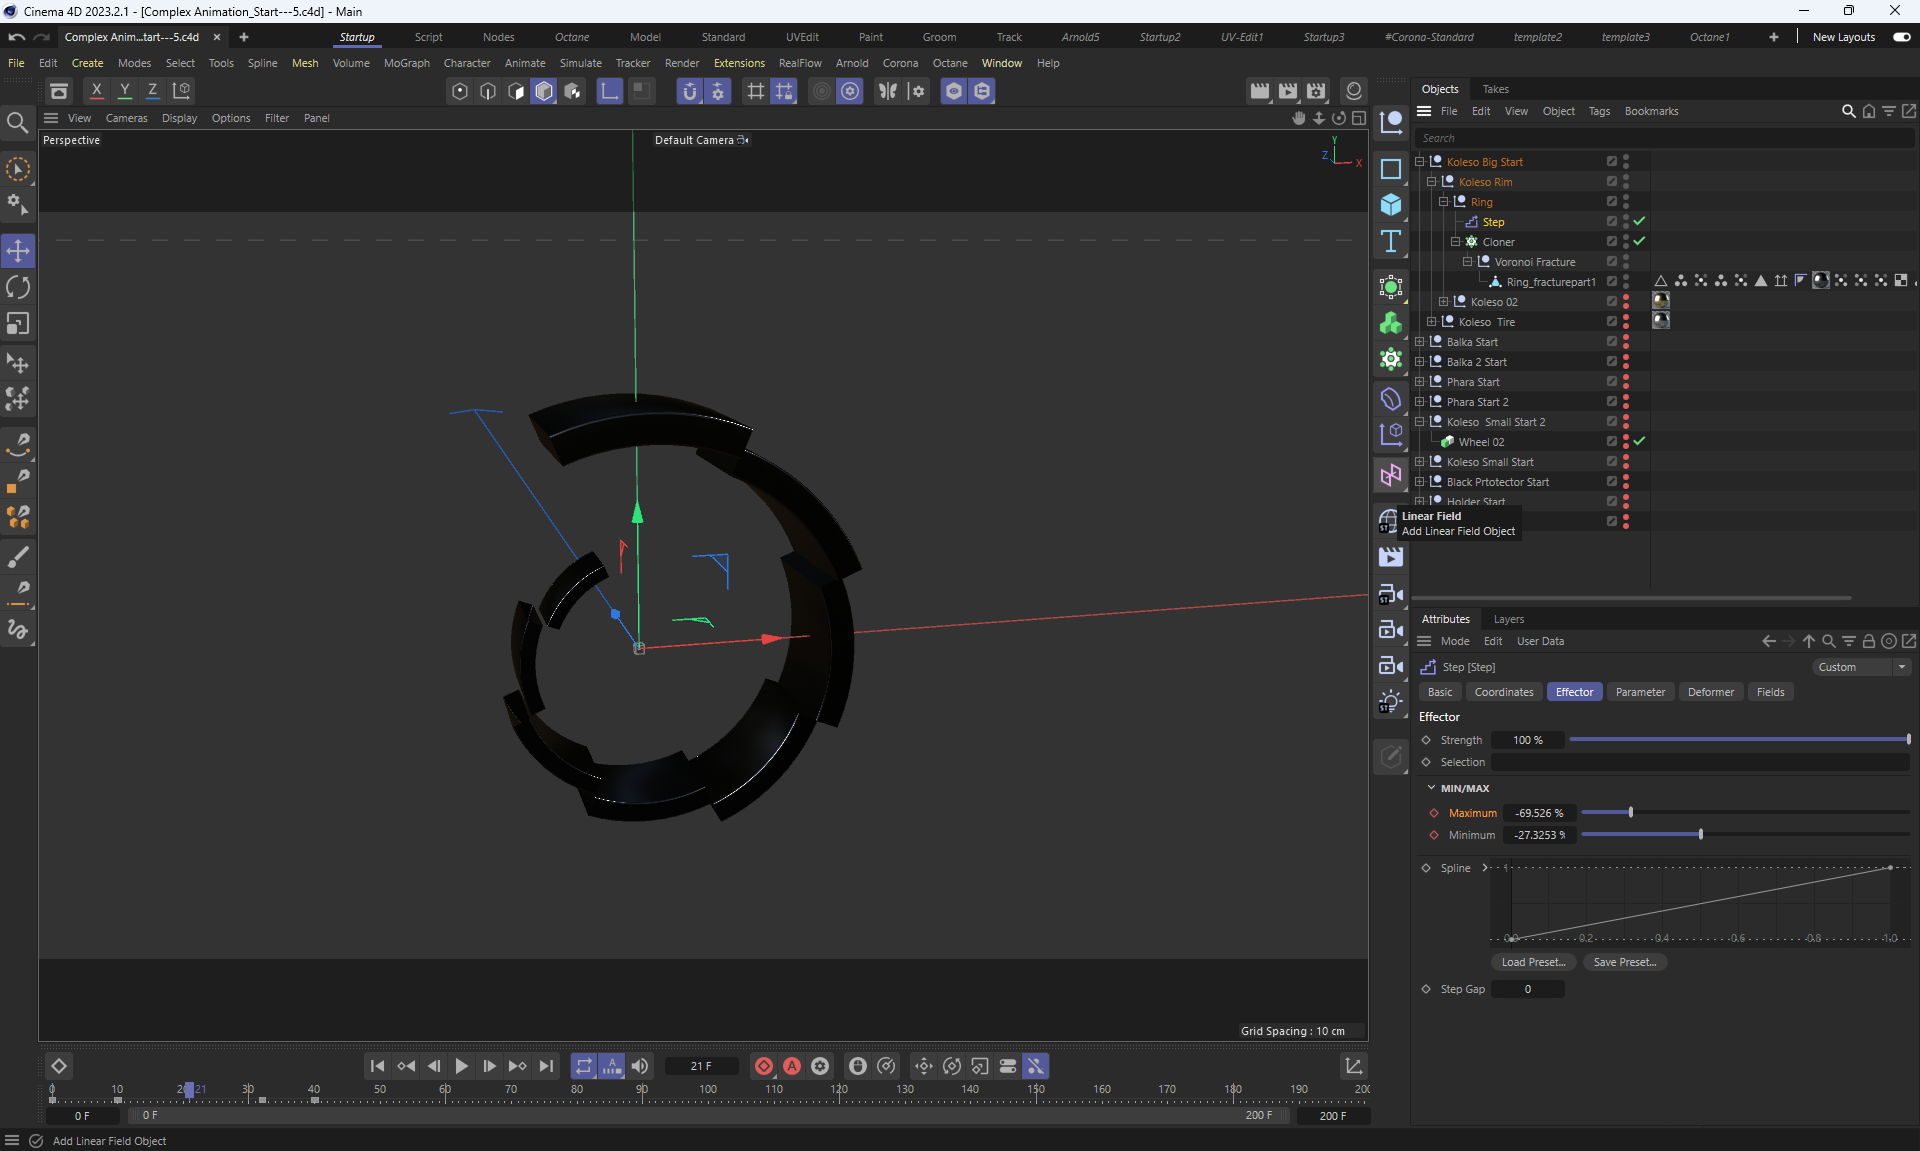 Cinema 4D 2023.2.1 - [Complex Animation_Start---5.c4d] - Main
Complex Anim...tart---5.c4d
Startup
Script
Nodes
Octane
Model
Standard
UVEdit
Paint
Groom
Track
Arnold5
Startup2
UV-Edit1
Startup3
#Corona-Standard
template2
template3
Octane1
New Layouts
File Edit Create Modes Select Tools Spline Mesh Volume MoGraph Character Animate Simulate Tracker Render Extensions RealFlow Arnold Corona Octane Window Help
X Y Z
View Cameras Display Options Filter Panel
Perspective
Default Camera
Y
Z
X
Grid Spacing : 10 cm
Objects Takes
File Edit View Object Tags Bookmarks
Search
Koleso Big Start
Koleso Rim
Ring
Step
Cloner
Voronoi Fracture
Ring_fracturepart1
Koleso 02
Koleso Tire
Balka Start
Balka 2 Start
Phara Start
Phara Start 2
Koleso Small Start 2
Wheel 02
Koleso Small Start
Black Prtotector Start
Holder Start
Linear Field
Add Linear Field Object
ST
ST
ST
Attributes Layers
Mode Edit User Data
Step [Step]
Custom
Basic Coordinates Effector Parameter Deformer Fields
Effector
Strength 100 %
Selection
MIN/MAX
Maximum -69.526 %
Minimum -27.3253 %
Spline
1
0.0 0.2 0.4 0.6 0.8 1.0
Load Preset... Save Preset...
Step Gap 0
21 F
0 10 20 21 30 40 50 60 70 80 90 100 110 120 130 140 150 160 170 180 190 200
0 F
0 F
200 F
200 F
Add Linear Field Object